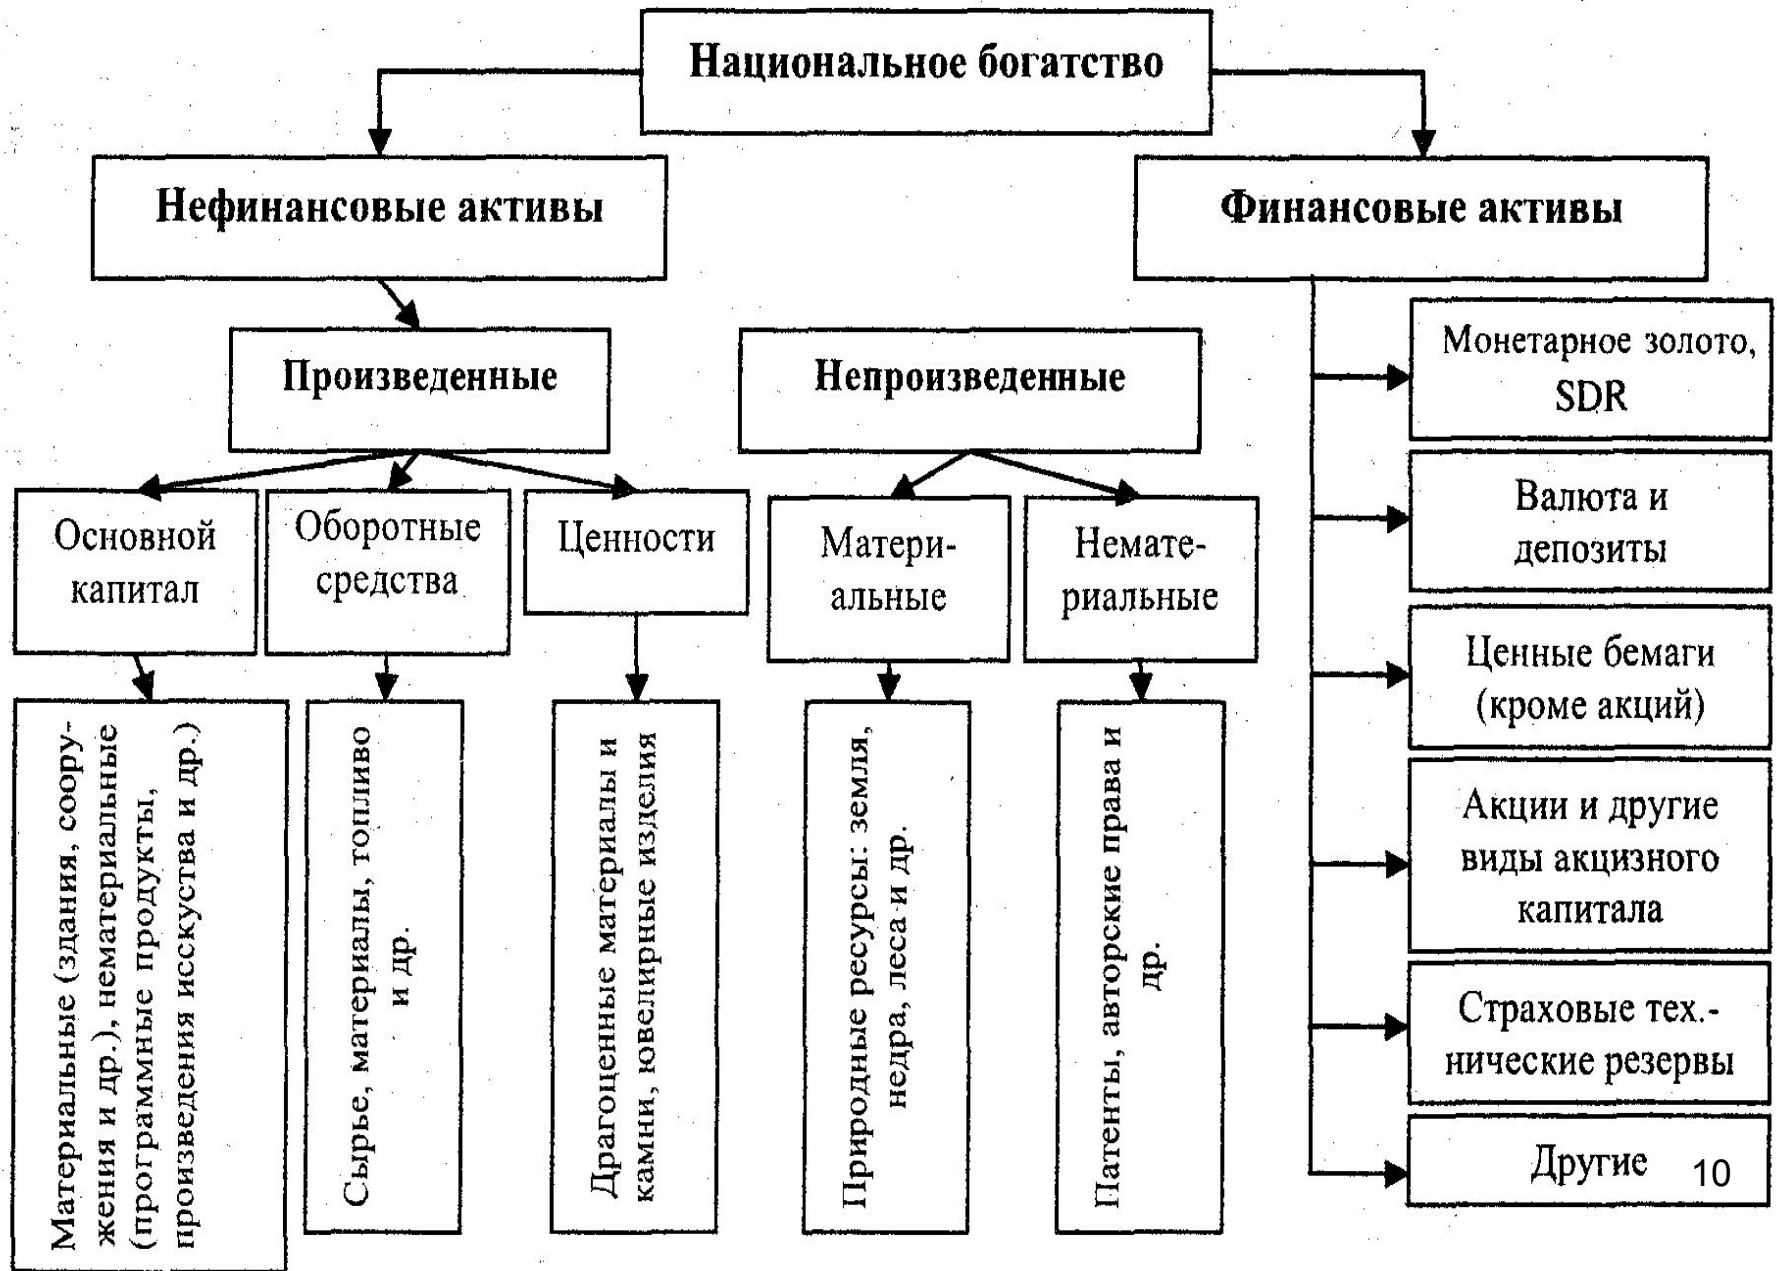 Национальное богатство
Нефинансовые активы
Финансовые активы
Произведенные
Непроизведенные
Основной
капитал
Оборотные
средства
Ценности
Матери-
альные
Немате-
риальные
Материальные (здания, соору-
жения и др.), нематериальные
(программные продукты,
произведения исскуства и др.)
Сырье, материалы, топливо
и др.
Драгоценные материалы и
камни, ювелирные изделия
Природные ресурсы: земля,
недра, леса и др.
Патенты, авторские права и
др.
Монетарное золото,
SDR
Валюта и
депозиты
Ценные бемаги
(кроме акций)
Акции и другие
виды акцизного
капитала
Страховые тех.-
нические резервы
Другие
10